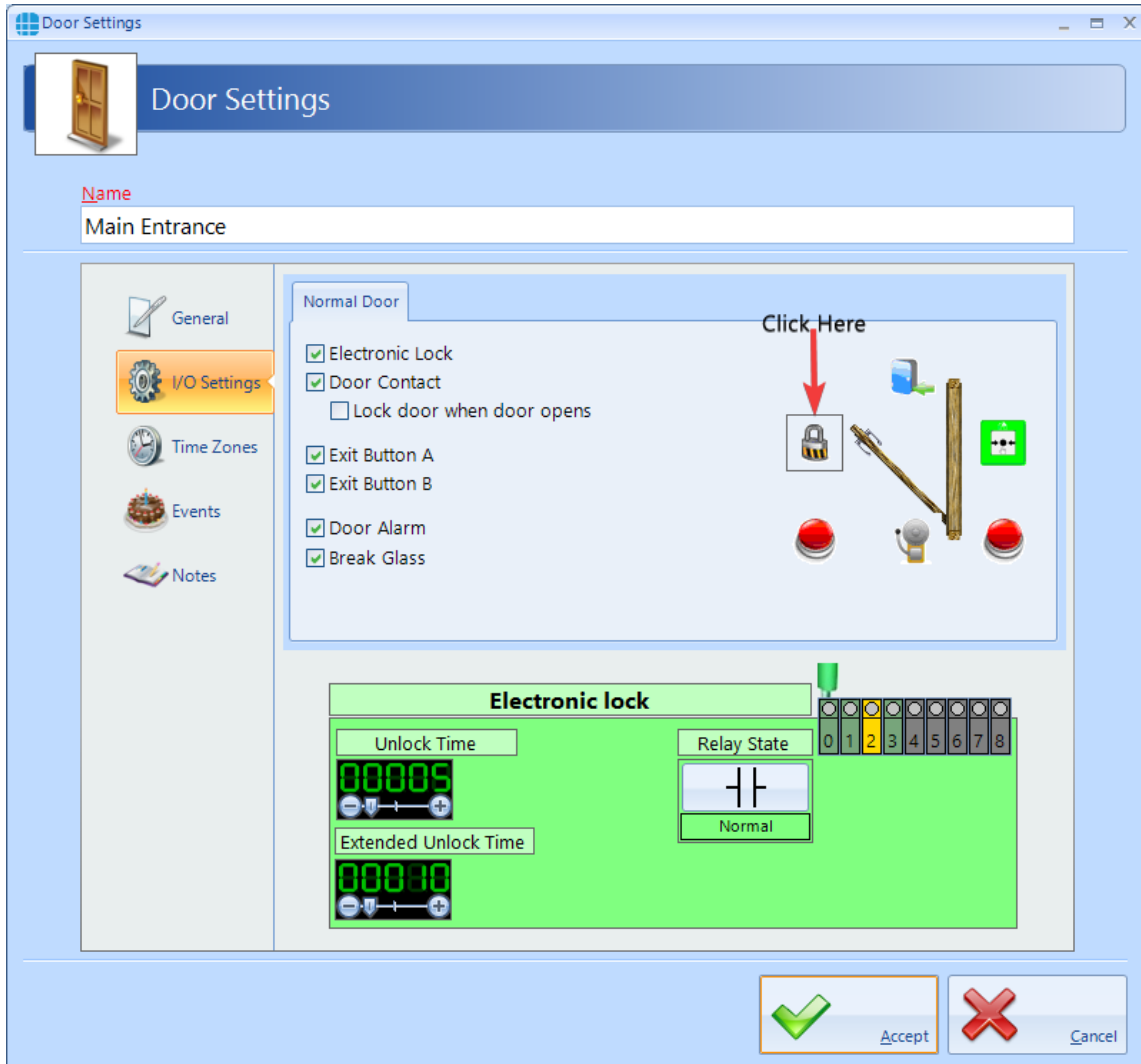 Door Settings
Door Settings
Name
Main Entrance
General
I/O Settings
Time Zones
Events
Notes
Normal Door
Electronic Lock
Door Contact
Lock door when door opens
Exit Button A
Exit Button B
Door Alarm
Break Glass
Click Here
Electronic lock
0 1 2 3 4 5 6 7 8
Unlock Time
00005
Relay State
Normal
Extended Unlock Time
00010
Accept
Cancel